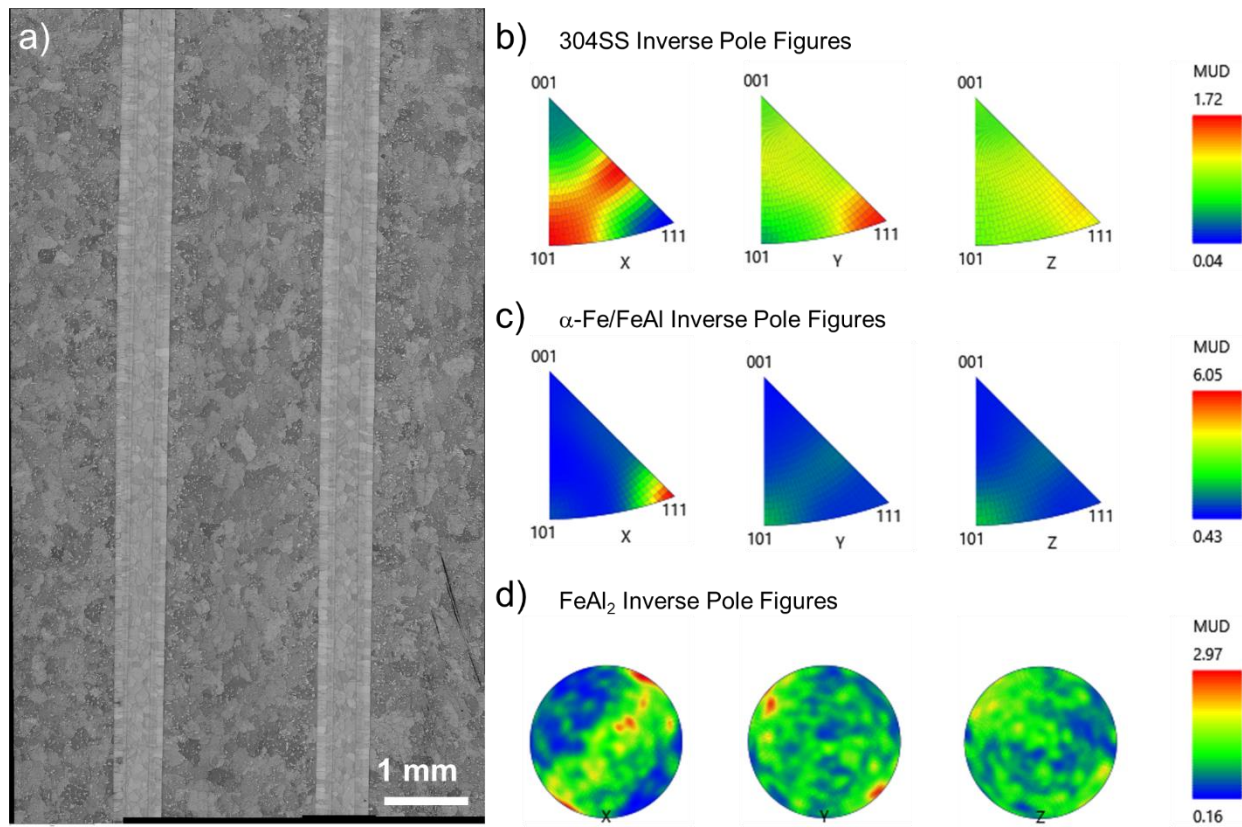 a)
1 mm
b) 304SS Inverse Pole Figures
001
101
111
X
001
101
111
Y
001
101
111
Z
MUD
1.72
0.04
c) α-Fe/FeAl Inverse Pole Figures
001
101
111
X
001
101
111
Y
001
101
111
Z
MUD
6.05
0.43
d) FeAl₂ Inverse Pole Figures
X
Y
Z
MUD
2.97
0.16